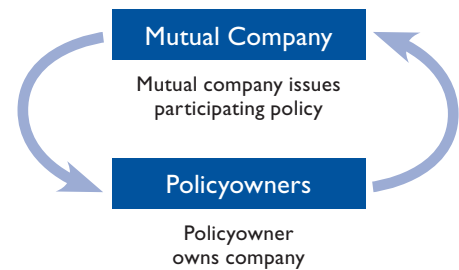 Mutual Company
Mutual company issues
participating policy
Policyowners
Policyowner
owns company